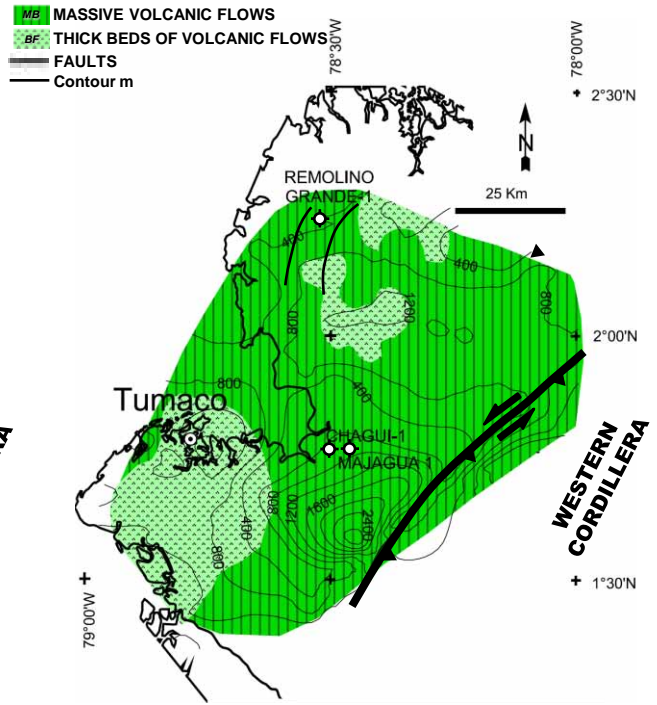 MB MASSIVE VOLCANIC FLOWS
BF THICK BEDS OF VOLCANIC FLOWS
FAULTS
Contour m
78°30'W
78°00'W
2°30'N
N
25 Km
REMOLINO
GRANDE-1
400
400
800
1200
800
2°00'N
800
400
Tumaco
CHAGUI-1
MAJAGUA 1
WESTERN
CORDILLERA
RA
800
1200
1800
2400
400
800
1°30'N
79°00'W